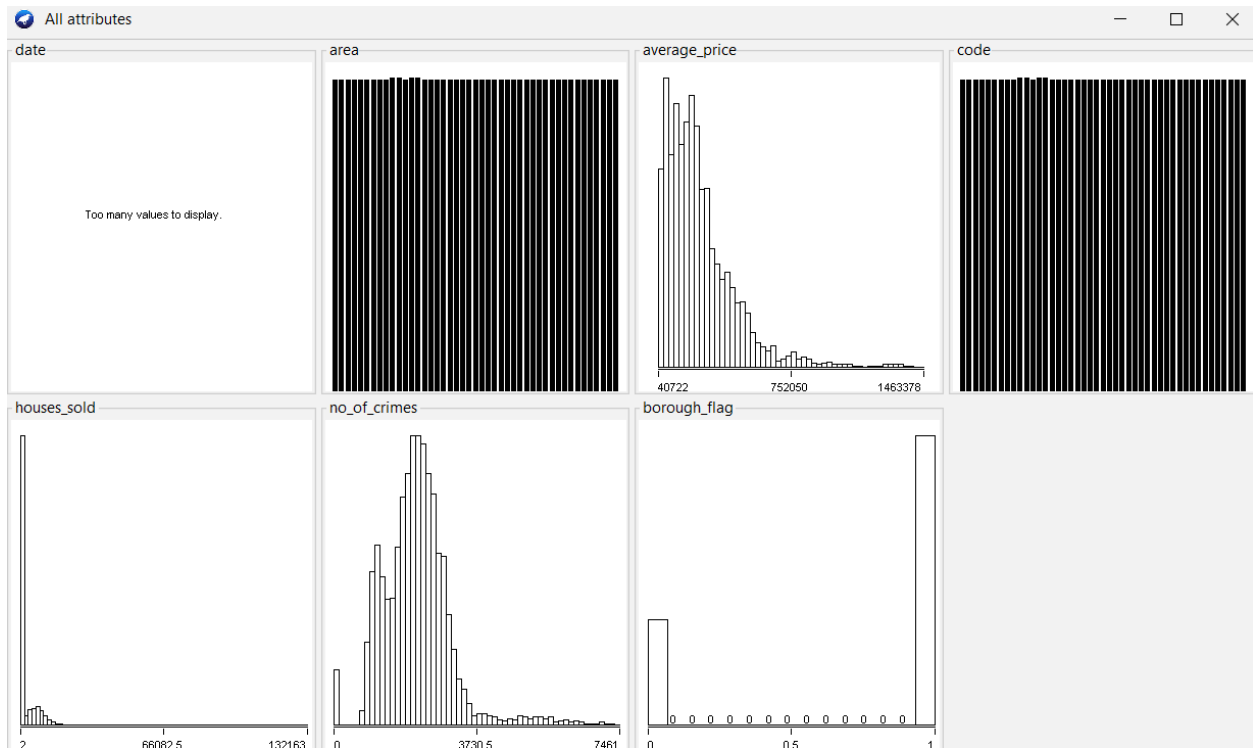 All attributes
date
area
average_price
code
Too many values to display.
40722
752050
1463378
houses_sold
no_of_crimes
borough_flag
0 0 0 0 0 0 0 0 0 0 0 0 0
2
66082.5
132163
0
3730.5
7461
0
0.5
1